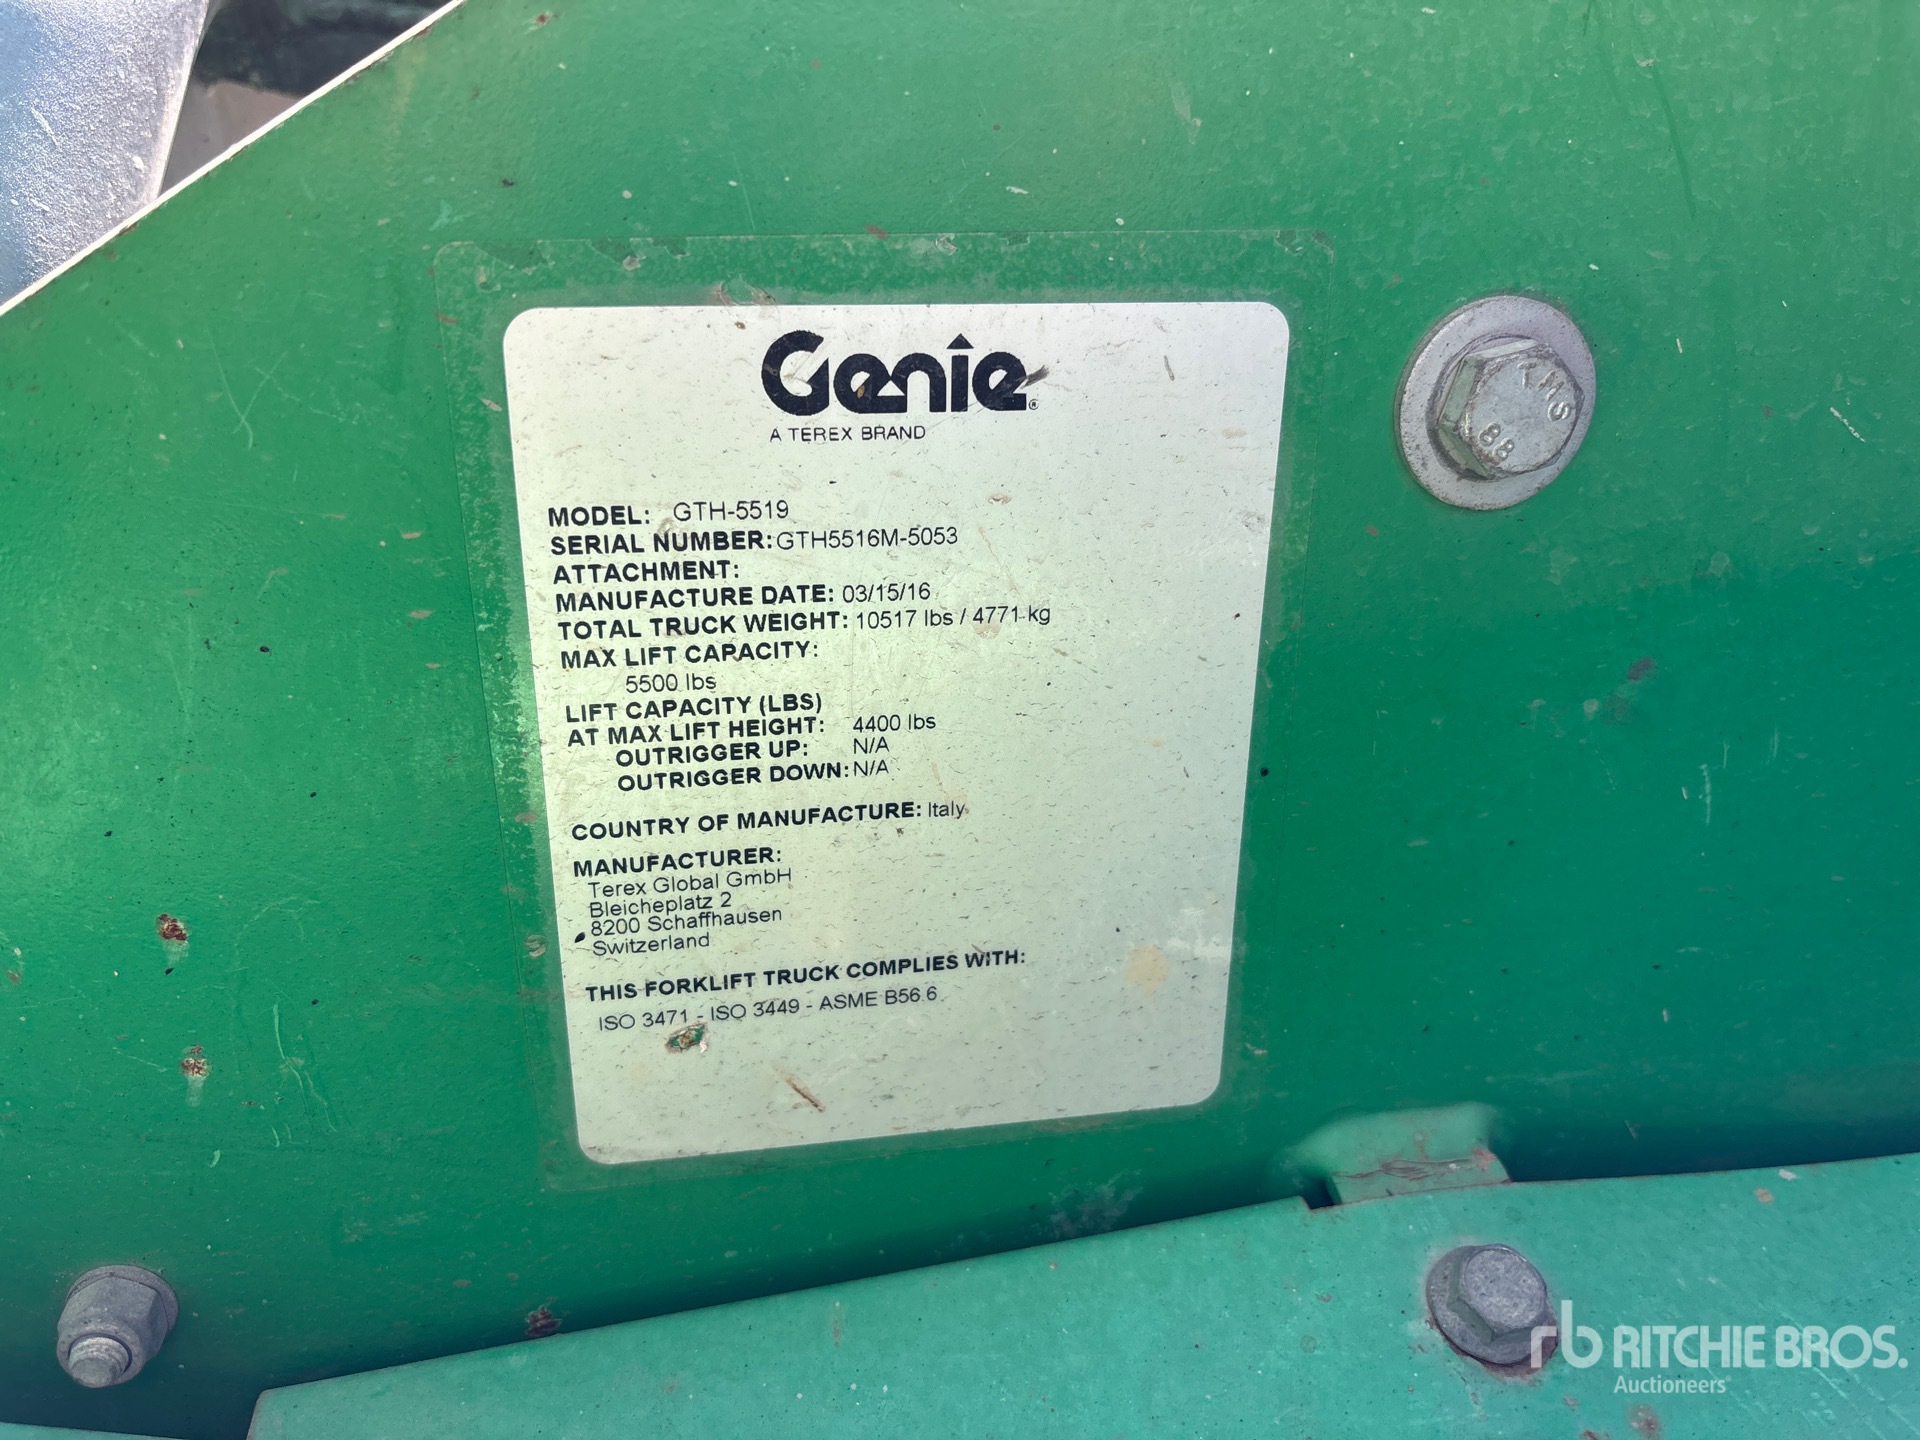 Genie®
A TEREX BRAND
MODEL: GTH-5519
SERIAL NUMBER: GTH5516M-5053
ATTACHMENT:
MANUFACTURE DATE: 03/15/16
TOTAL TRUCK WEIGHT: 10517 lbs / 4771 kg
MAX LIFT CAPACITY:
5500 lbs
LIFT CAPACITY (LBS)
AT MAX LIFT HEIGHT: 4400 lbs
OUTRIGGER UP: N/A
OUTRIGGER DOWN: N/A
COUNTRY OF MANUFACTURE: Italy
MANUFACTURER:
Terex Global GmbH
Bleicheplatz 2
8200 Schaffhausen
Switzerland
THIS FORKLIFT TRUCK COMPLIES WITH:
ISO 3471 - ISO 3449 - ASME B56.6
KMS
88
rb RITCHIE BROS.
Auctioneers